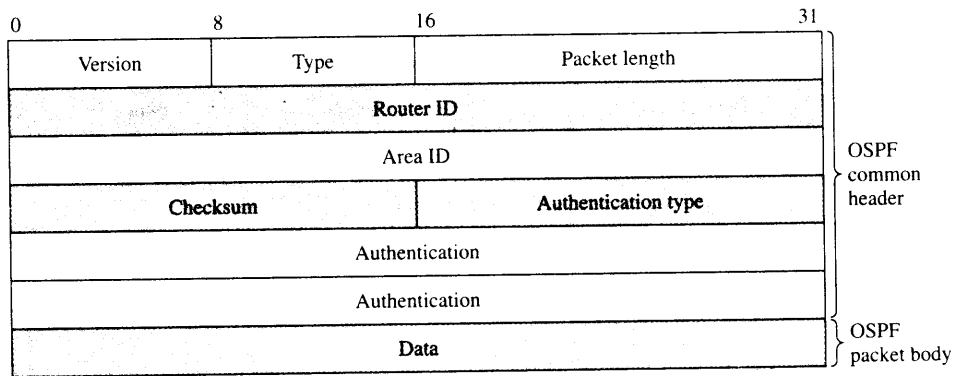 0 8 16 31
Version Type Packet length
Router ID
Area ID
Checksum Authentication type
Authentication
Authentication
Data
OSPF
common
header
OSPF
packet body